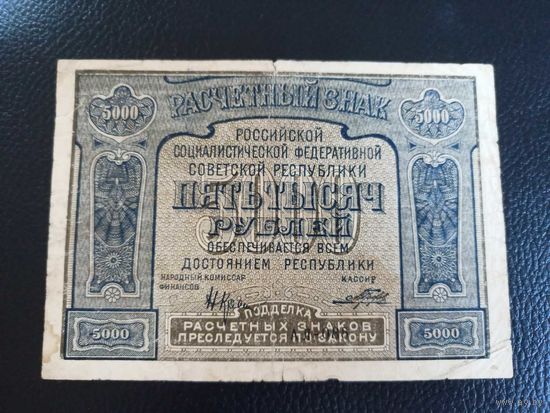 РАСЧЕТНЫЙ ЗНАК
5000 5000
РОССИЙСКОЙ
СОЦИАЛИСТИЧЕСКОЙ ФЕДЕРАТИВНОЙ
СОВЕТСКОЙ РЕСПУБЛИКИ
5000
ПЯТЬ ТЫСЯЧ
РУБЛЕЙ
ОБЕСПЕЧИВАЕТСЯ ВСЕМ
ДОСТОЯНИЕМ РЕСПУБЛИКИ
НАРОДНЫЙ КОМИССАР
ФИНАНСОВ
КАССИР
ПОДДЕЛКА
РАСЧЕТНЫХ ЗНАКОВ
ПРЕСЛЕДУЕТСЯ ПО ЗАКОНУ
5000 5000